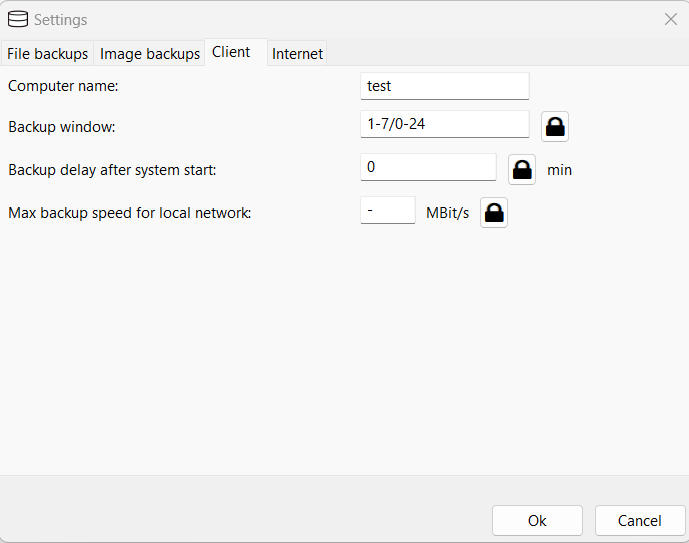 Settings
File backups Image backups Client Internet
Computer name: test
Backup window: 1-7/0-24
Backup delay after system start: 0 min
Max backup speed for local network: - MBit/s
Ok Cancel